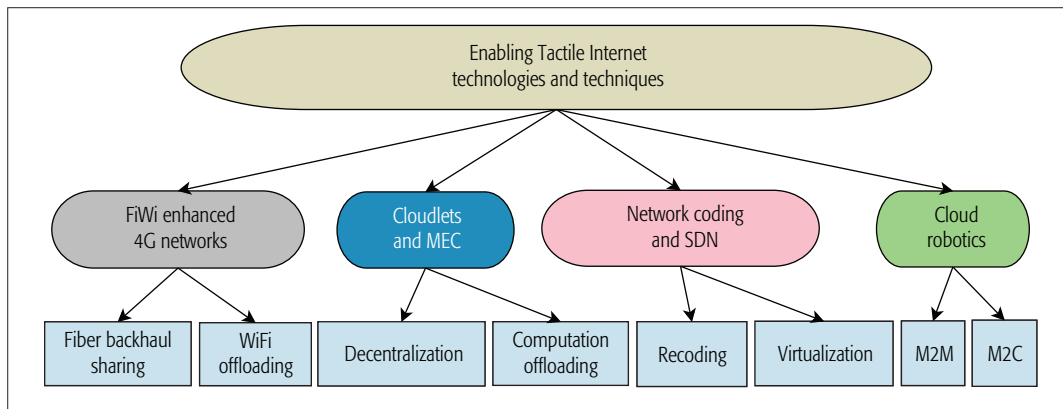 Enabling Tactile Internet
technologies and techniques
FiWi enhanced
4G networks
Cloudlets
and MEC
Network coding
and SDN
Cloud
robotics
Fiber backhaul
sharing
WiFi
offloading
Decentralization
Computation
offloading
Recoding
Virtualization
M2M
M2C